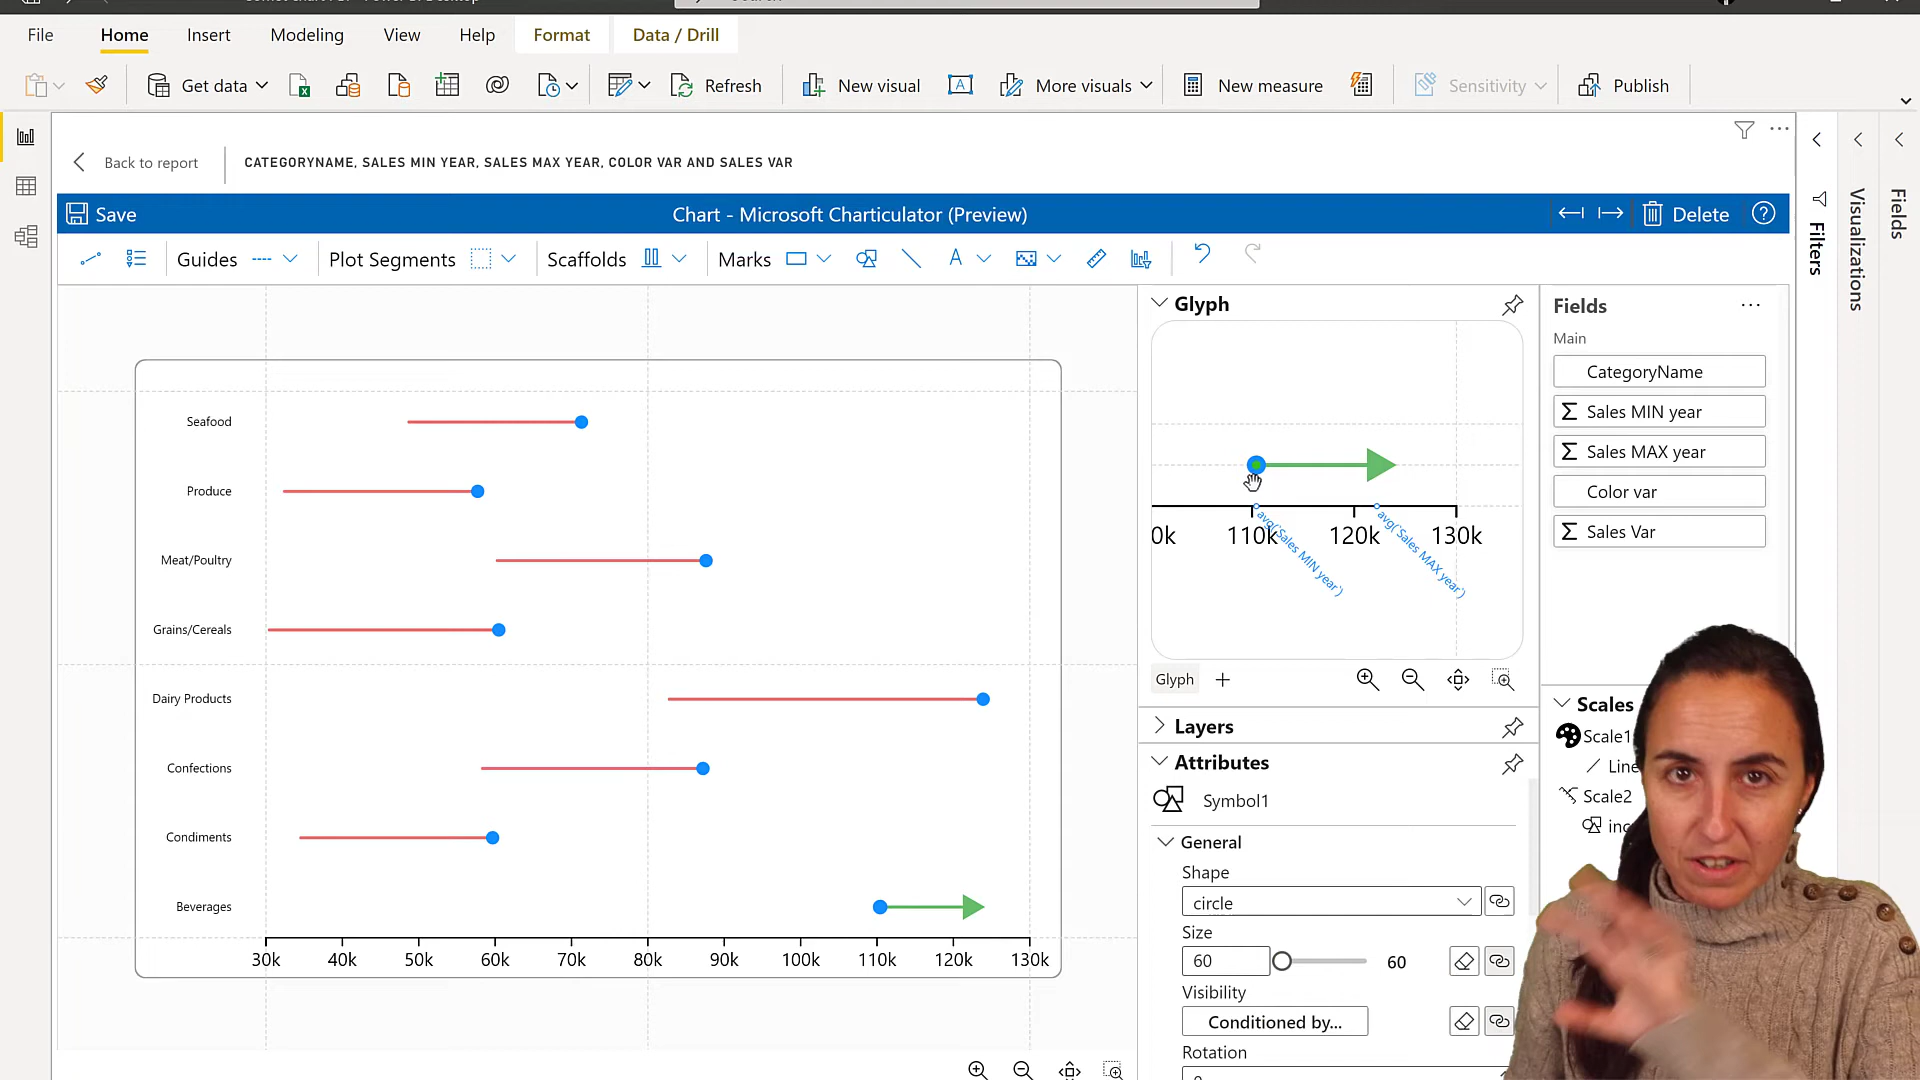 File Home Insert Modeling View Help Format Data / Drill
Get data Refresh New visual More visuals New measure Sensitivity Publish
Back to report CATEGORYNAME, SALES MIN YEAR, SALES MAX YEAR, COLOR VAR AND SALES VAR
Save Chart - Microsoft Charticulator (Preview) Delete
Guides Plot Segments Scaffolds Marks
Filters
Visualizations
Fields
Seafood
Produce
Meat/Poultry
Grains/Cereals
Dairy Products
Confections
Condiments
Beverages
30k 40k 50k 60k 70k 80k 90k 100k 110k 120k 130k
Glyph
0k 110k 120k 130k
avg(`Sales MIN year`)
avg(`Sales MAX year`)
Glyph +
Layers
Attributes
Symbol1
General
Shape
circle
Size
60 60
Visibility
Conditioned by...
Rotation
Fields
Main
CategoryName
Sales MIN year
Sales MAX year
Color var
Sales Var
Scales
Scale1
Line
Scale2